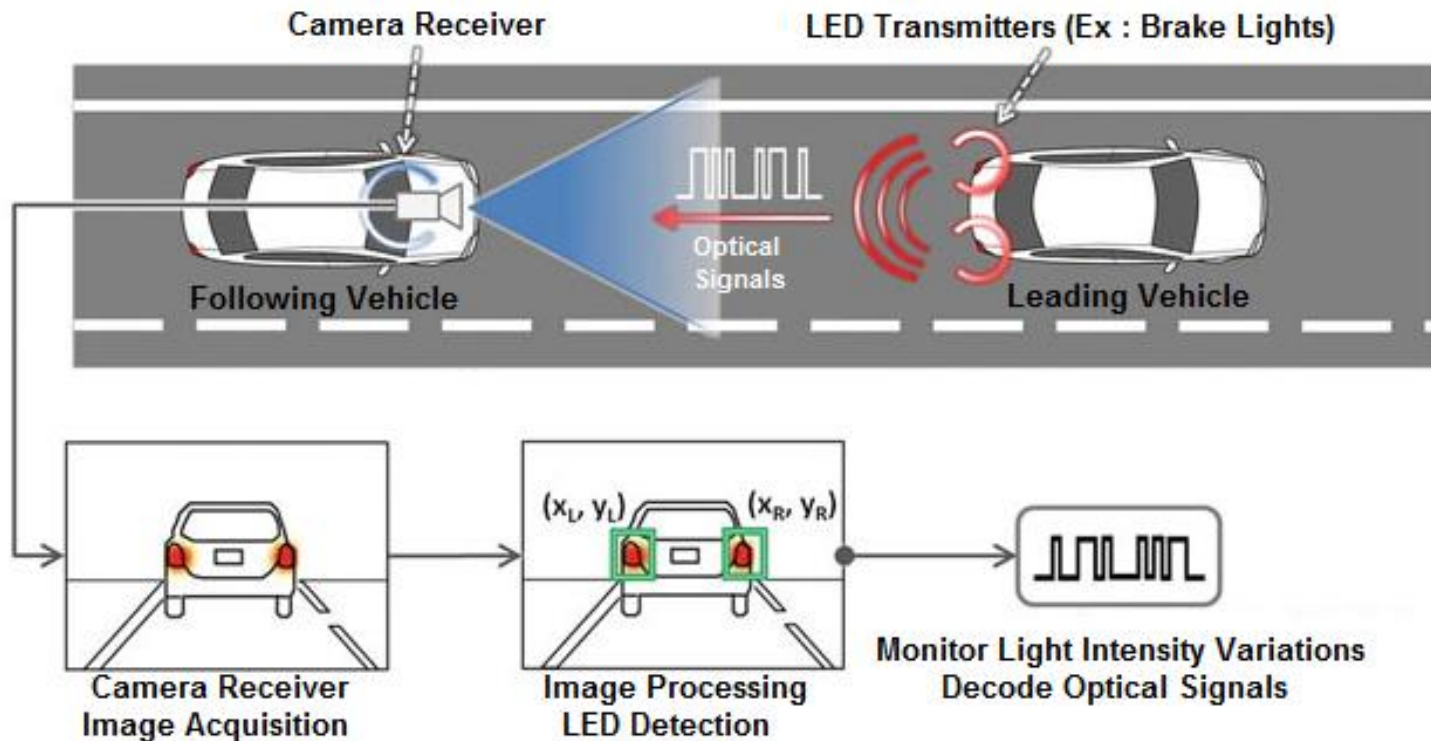 Camera Receiver
LED Transmitters (Ex : Brake Lights)
Optical
Signals
Following Vehicle
Leading Vehicle
(xL, yL)
(xR, yR)
Camera Receiver
Image Acquisition
Image Processing
LED Detection
Monitor Light Intensity Variations
Decode Optical Signals